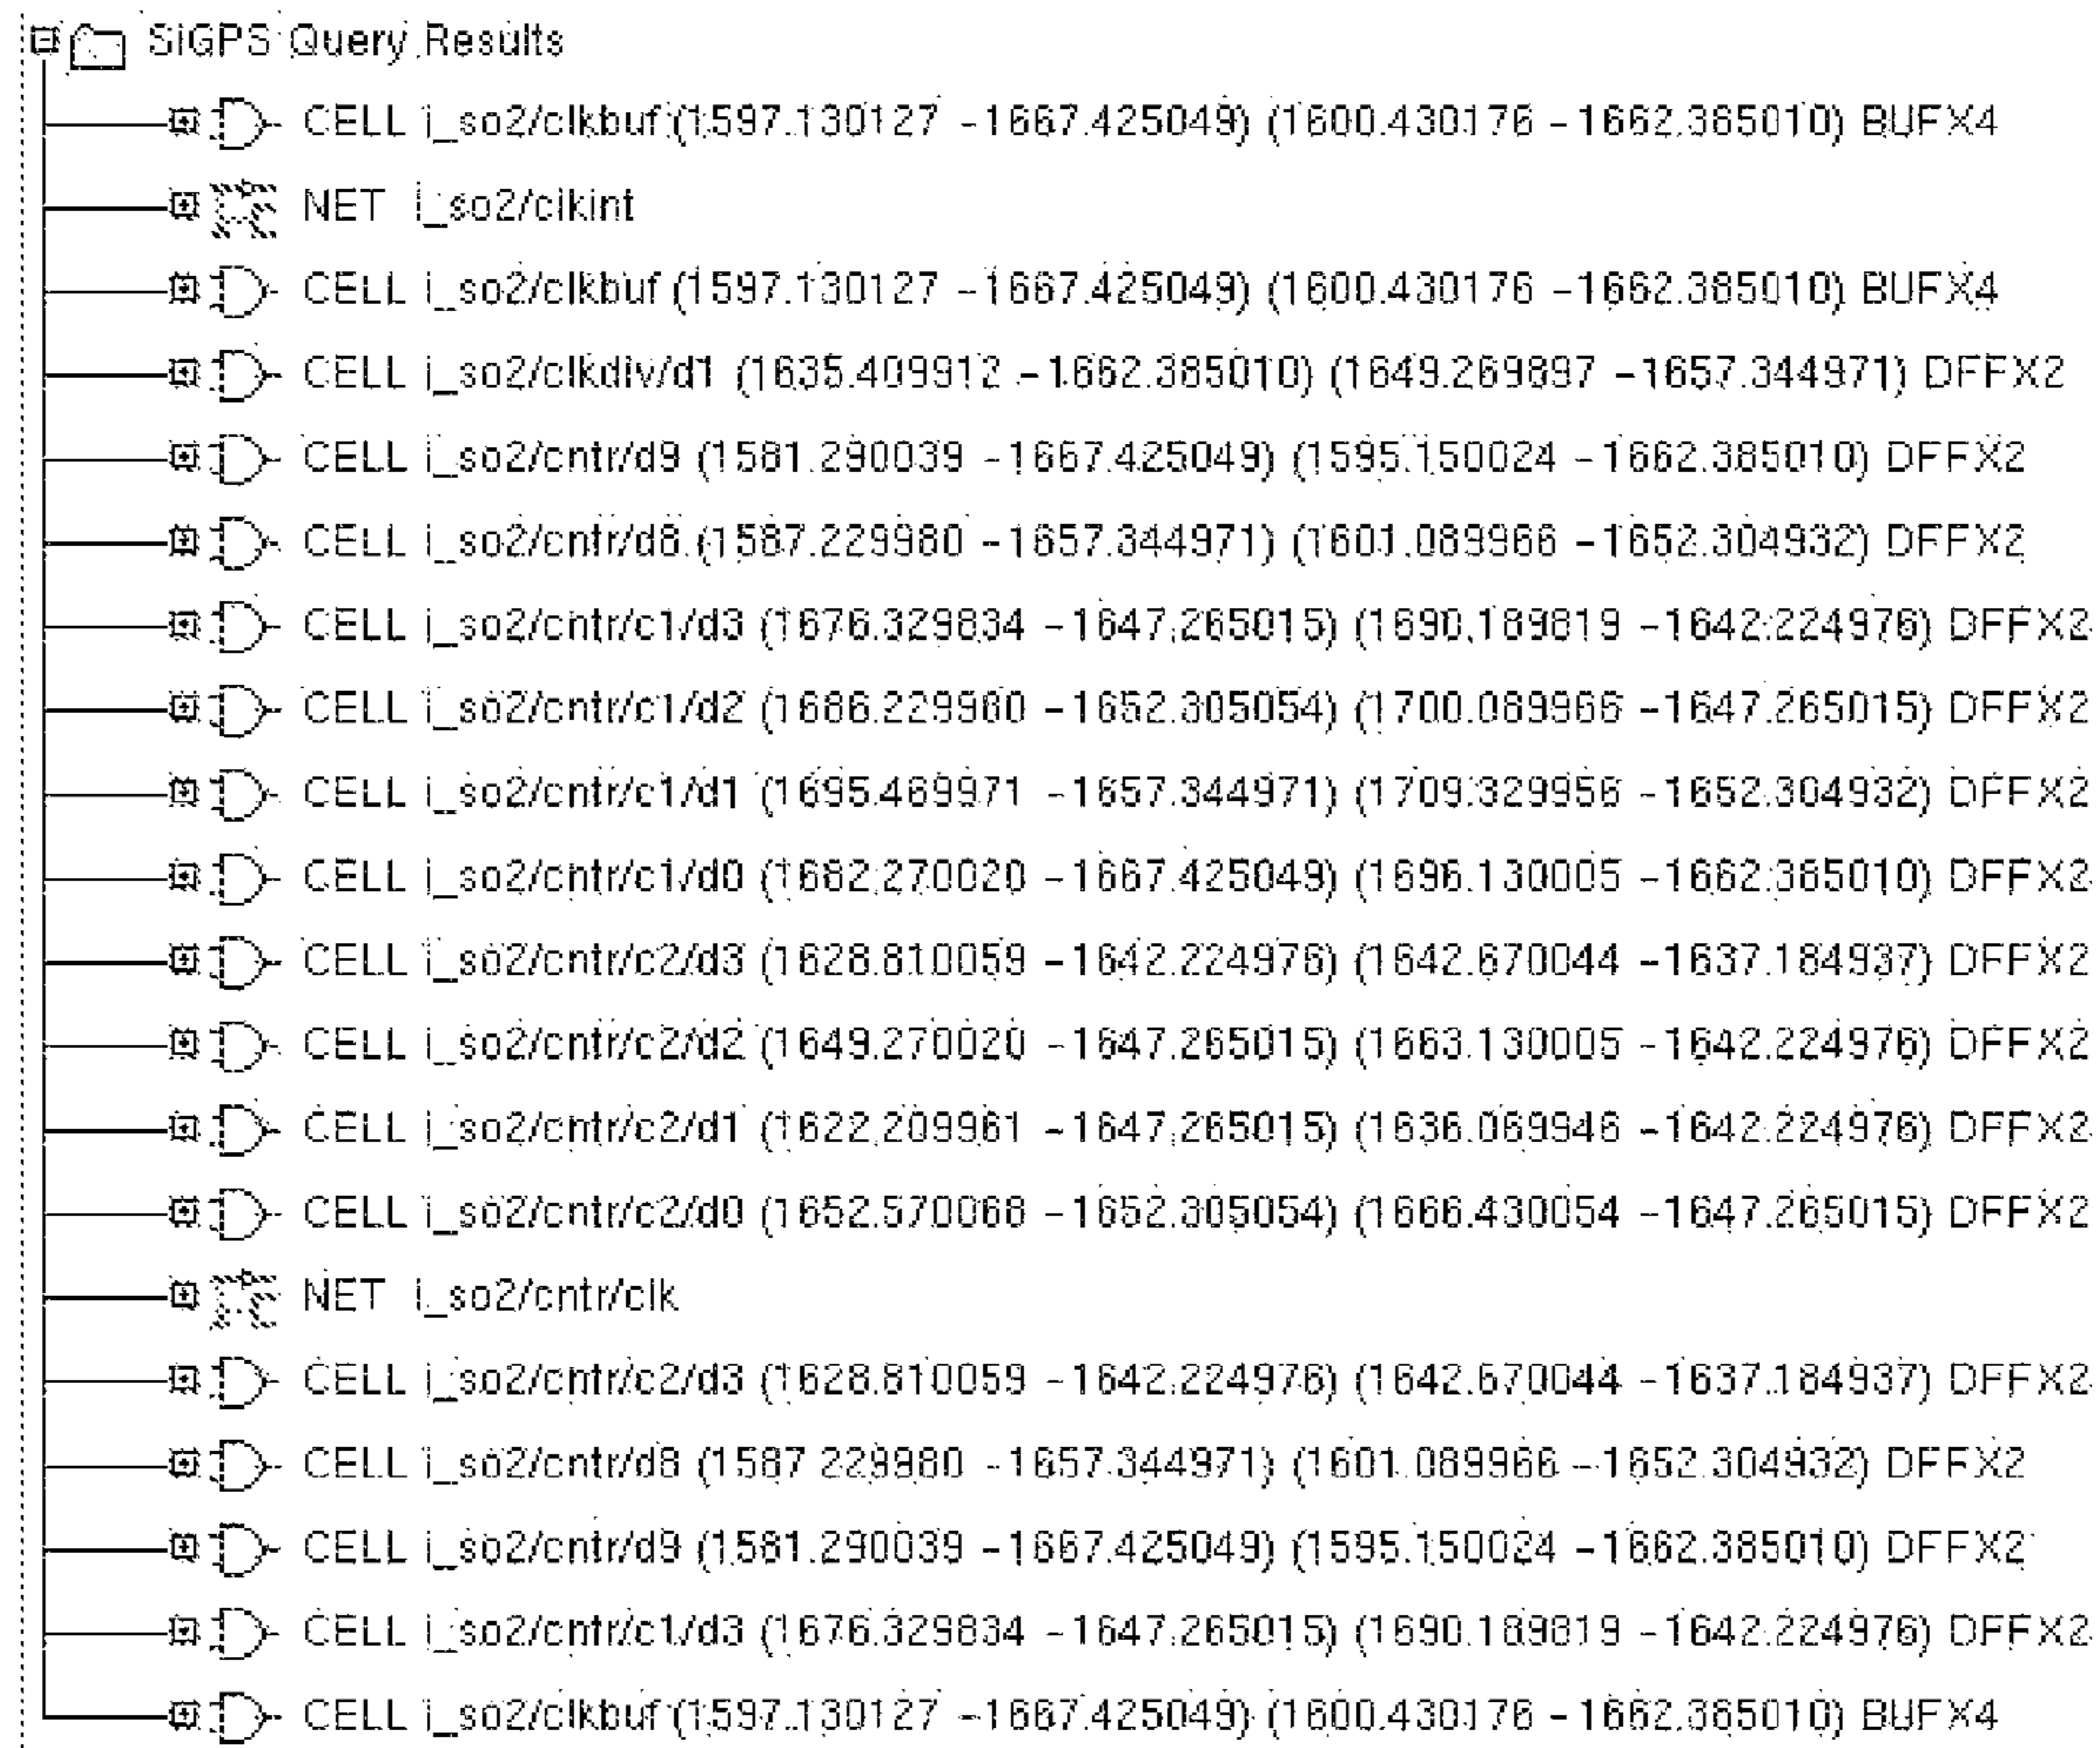 SiGPS Query Results
CELL i_so2/clkbuf (1597.130127 -1667.425049) (1600.430176 -1662.385010) BUFX4
NET i_so2/clkint
CELL i_so2/clkbuf (1597.130127 -1667.425049) (1600.430176 -1662.385010) BUFX4
CELL i_so2/clkdiv/d1 (1635.409912 -1662.385010) (1649.269897 -1657.344971) DFFX2
CELL i_so2/cntr/d9 (1581.290039 -1667.425049) (1595.150024 -1662.385010) DFFX2
CELL i_so2/cntr/d8 (1587.229980 -1657.344971) (1601.089966 -1652.304932) DFFX2
CELL i_so2/cntr/c1/d3 (1676.329834 -1647.265015) (1690.189819 -1642.224976) DFFX2
CELL i_so2/cntr/c1/d2 (1686.229980 -1652.305054) (1700.089966 -1647.265015) DFFX2
CELL i_so2/cntr/c1/d1 (1695.469971 -1657.344971) (1709.329956 -1652.304932) DFFX2
CELL i_so2/cntr/c1/d0 (1682.270020 -1667.425049) (1696.130005 -1662.385010) DFFX2
CELL i_so2/cntr/c2/d3 (1628.810059 -1642.224976) (1642.670044 -1637.184937) DFFX2
CELL i_so2/cntr/c2/d2 (1649.270020 -1647.265015) (1663.130005 -1642.224976) DFFX2
CELL i_so2/cntr/c2/d1 (1622.209961 -1647.265015) (1636.069946 -1642.224976) DFFX2
CELL i_so2/cntr/c2/d0 (1652.570068 -1652.305054) (1666.430054 -1647.265015) DFFX2
NET i_so2/cntr/clk
CELL i_so2/cntr/c2/d3 (1628.810059 -1642.224976) (1642.670044 -1637.184937) DFFX2
CELL i_so2/cntr/d8 (1587.229980 -1657.344971) (1601.089966 -1652.304932) DFFX2
CELL i_so2/cntr/d9 (1581.290039 -1667.425049) (1595.150024 -1662.385010) DFFX2
CELL i_so2/cntr/c1/d3 (1676.329834 -1647.265015) (1690.189819 -1642.224976) DFFX2
CELL i_so2/clkbuf (1597.130127 -1667.425049) (1600.430176 -1662.385010) BUFX4